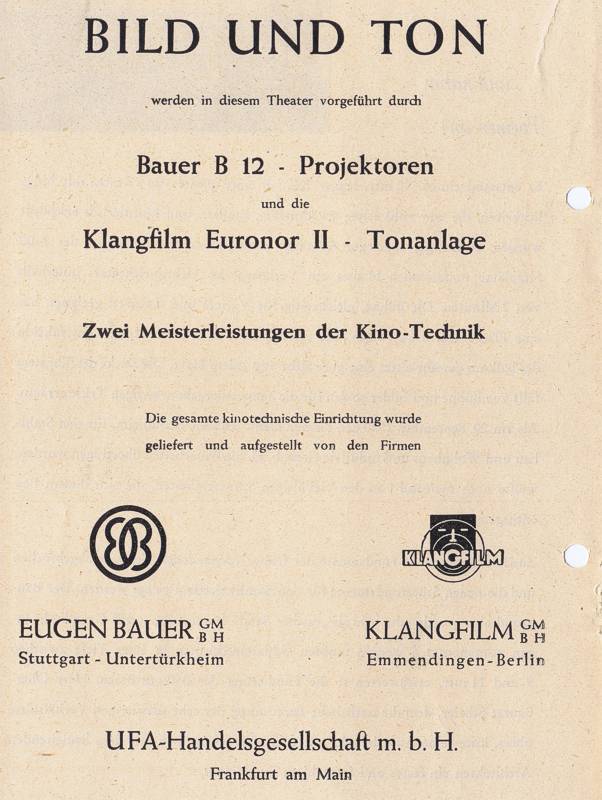 BILD UND TON
werden in diesem Theater vorgeführt durch
Bauer B 12 - Projektoren
und die
Klangfilm Euronor II - Tonanlage
Zwei Meisterleistungen der Kino-Technik
Die gesamte kinotechnische Einrichtung wurde
geliefert und aufgestellt von den Firmen
KLANGFILM
EUGEN BAUER GMBH
Stuttgart - Untertürkheim
KLANGFILM GMBH
Emmendingen - Berlin
UFA-Handelsgesellschaft m. b. H.
Frankfurt am Main